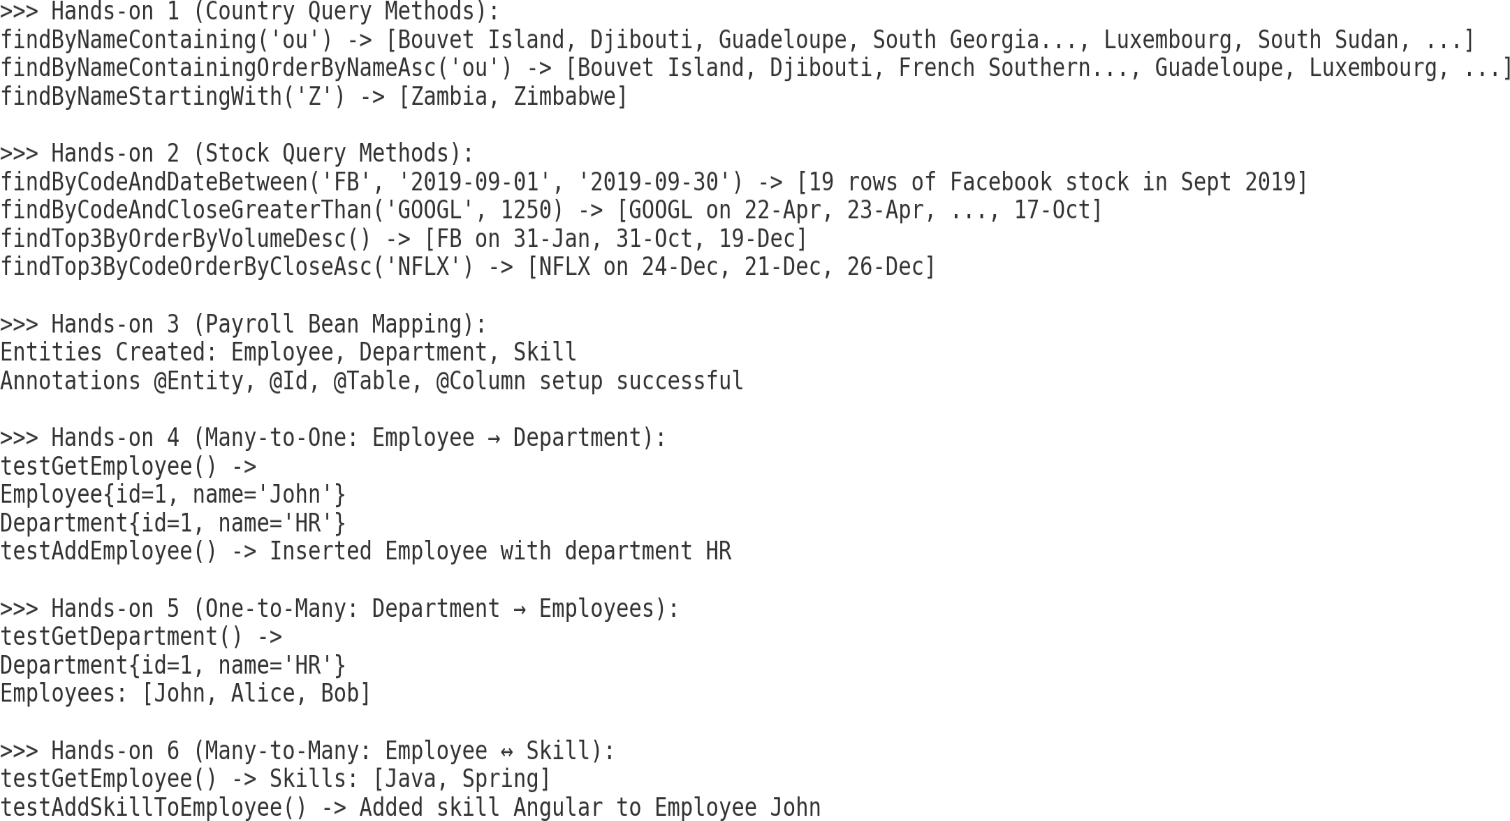 >>> Hands-on 1 (Country Query Methods):
findByNameContaining('ou') -> [Bouvet Island, Djibouti, Guadeloupe, South Georgia..., Luxembourg, South Sudan, ...]
findByNameContainingOrderByNameAsc('ou') -> [Bouvet Island, Djibouti, French Southern..., Guadeloupe, Luxembourg, ...]
findByNameStartingWith('Z') -> [Zambia, Zimbabwe]

>>> Hands-on 2 (Stock Query Methods):
findByCodeAndDateBetween('FB', '2019-09-01', '2019-09-30') -> [19 rows of Facebook stock in Sept 2019]
findByCodeAndCloseGreaterThan('GOOGL', 1250) -> [GOOGL on 22-Apr, 23-Apr, ..., 17-Oct]
findTop3ByOrderByVolumeDesc() -> [FB on 31-Jan, 31-Oct, 19-Dec]
findTop3ByCodeOrderByCloseAsc('NFLX') -> [NFLX on 24-Dec, 21-Dec, 26-Dec]

>>> Hands-on 3 (Payroll Bean Mapping):
Entities Created: Employee, Department, Skill
Annotations @Entity, @Id, @Table, @Column setup successful

>>> Hands-on 4 (Many-to-One: Employee → Department):
testGetEmployee() ->
Employee{id=1, name='John'}
Department{id=1, name='HR'}
testAddEmployee() -> Inserted Employee with department HR

>>> Hands-on 5 (One-to-Many: Department → Employees):
testGetDepartment() ->
Department{id=1, name='HR'}
Employees: [John, Alice, Bob]

>>> Hands-on 6 (Many-to-Many: Employee ↔ Skill):
testGetEmployee() -> Skills: [Java, Spring]
testAddSkillToEmployee() -> Added skill Angular to Employee John